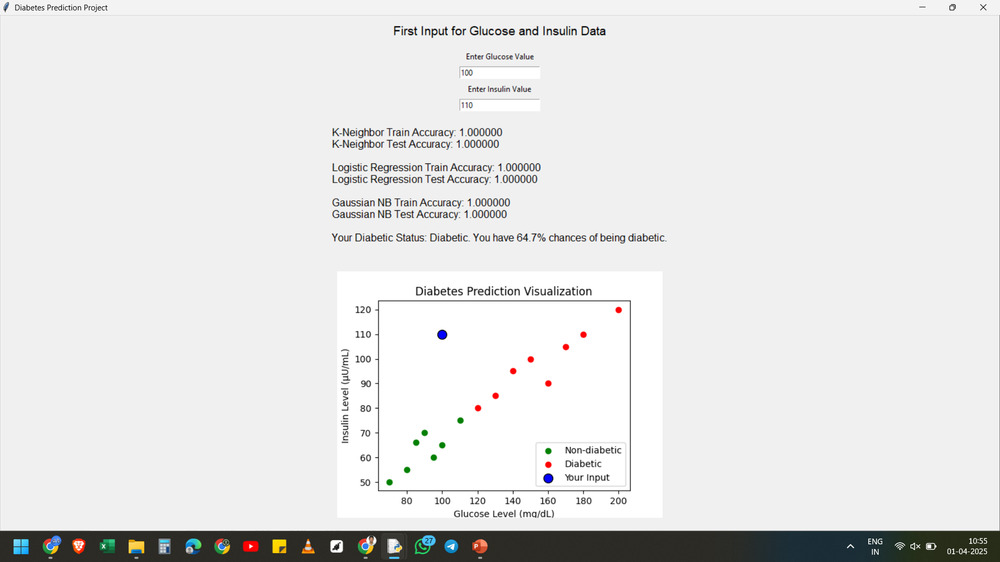 Diabetes Prediction Project
First Input for Glucose and Insulin Data
Enter Glucose Value
100
Enter Insulin Value
110
K-Neighbor Train Accuracy: 1.000000
K-Neighbor Test Accuracy: 1.000000
Logistic Regression Train Accuracy: 1.000000
Logistic Regression Test Accuracy: 1.000000
Gaussian NB Train Accuracy: 1.000000
Gaussian NB Test Accuracy: 1.000000
Your Diabetic Status: Diabetic. You have 64.7% chances of being diabetic.
Diabetes Prediction Visualization
120
110
100
90
80
70
60
50
Insulin Level (µU/mL)
Non-diabetic
Diabetic
Your Input
80 100 120 140 160 180 200
Glucose Level (mg/dL)
27
P
ENG
IN
10:55
01-04-2025